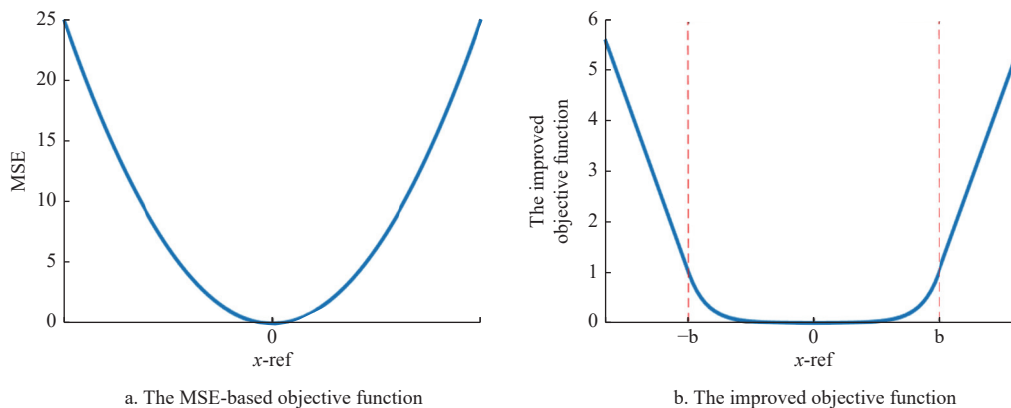 25
20
15
10
5
0
MSE
0
x-ref
a. The MSE-based objective function
6
5
4
3
2
1
0
The improved
objective function
−b
0
b
x-ref
b. The improved objective function